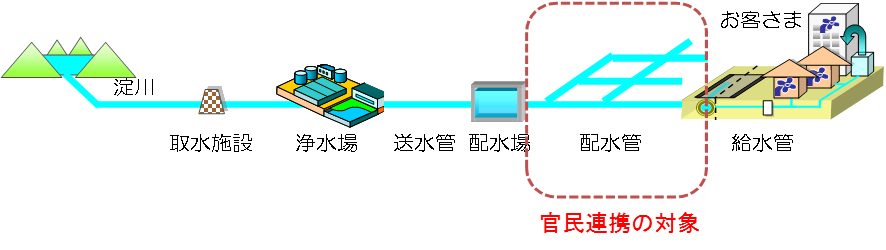 お客さま
淀川
取水施設
浄水場
送水管
配水場
配水管
給水管
官民連携の対象